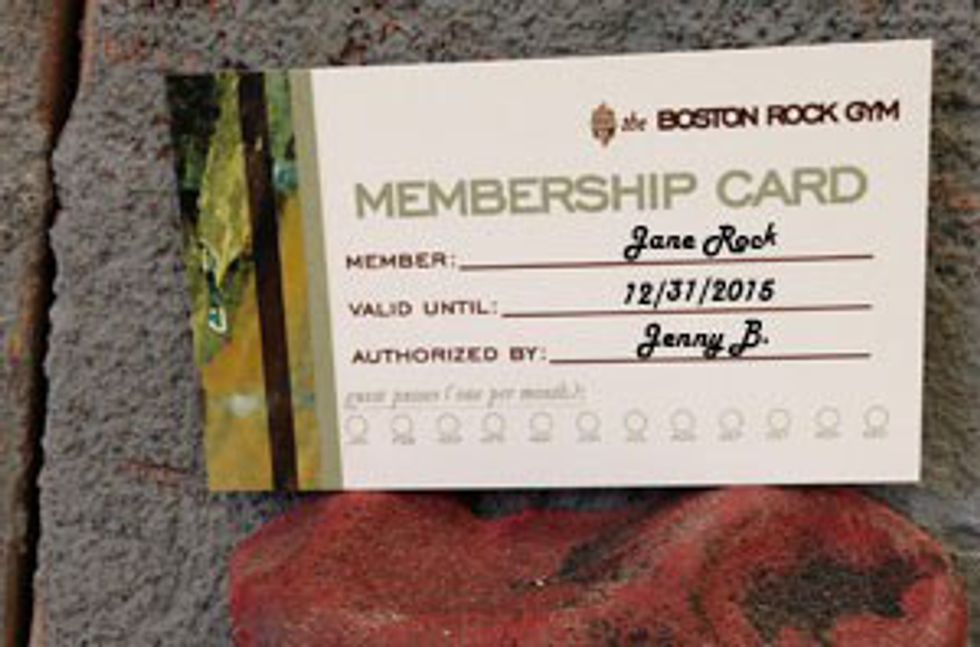 the BOSTON ROCK GYM
MEMBERSHIP CARD
MEMBER: Jane Rock
VALID UNTIL: 12/31/2015
AUTHORIZED BY: Jenny B.
guest passes (one per month):